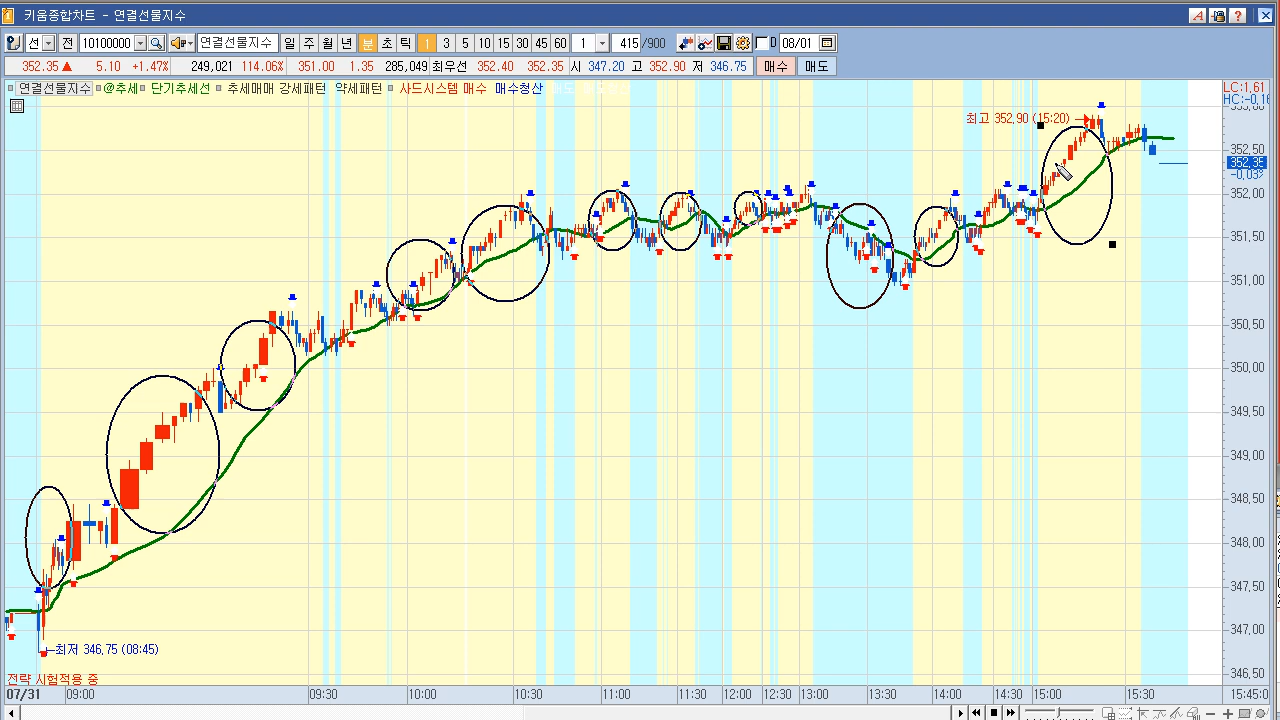 키움종합차트 - 연결선물지수
선 전 10100000 연결선물지수 일 주 월 년 분 초 틱 1 3 5 10 15 30 45 60 1 415 /900 D 08/01
352.35 ▲ 5.10 +1.47% 249,021 114.06% 351.00 1.35 285,049 최우선 352.40 352.35 시 347.20 고 352.90 저 346.75 매수 매도
연결선물지수 @추세 단기추세선 추세매매 강세패턴 약세패턴 사드시스템 매수 매수청산
LC:1.61
HC:-0.16
최고 352.90 (15:20)
352.50
352.35
-0.03%
352.00
351.50
351.00
350.50
350.00
349.50
349.00
348.50
348.00
347.50
347.00
346.50
최저 346.75 (08:45)
전략 시험적용 중
07/31 09:00 09:30 10:00 10:30 11:00 11:30 12:00 12:30 13:00 13:30 14:00 14:30 15:00 15:30 15:45:0